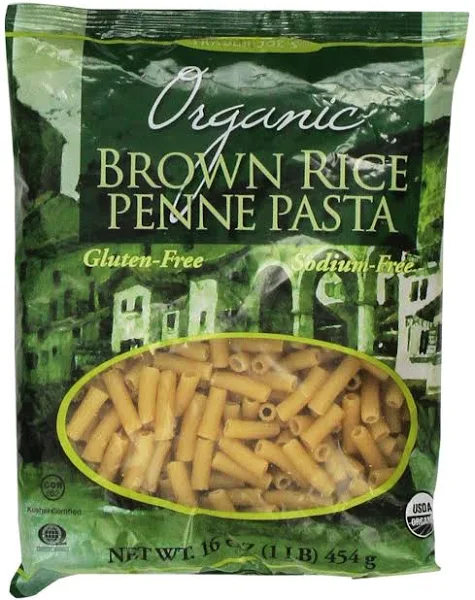 TRADER JOE'S
Organic
BROWN RICE
PENNE PASTA
Gluten-Free
Sodium-Free
COR
Kosher Certified
USDA
ORGANIC
NET WT. 16 OZ (1 LB) 454 g